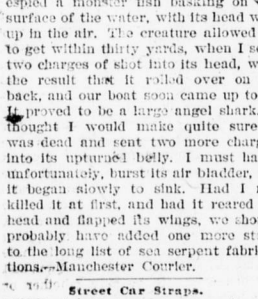 espied a monster fish basking on
surface of the water, with its head w
up in the air. The creature allowed
to get within thirty yards, when I s
two charges of shot into its head, w
the result that it rolled over on
back, and our boat soon came up to
It proved to be a large angel shark.
thought I would make quite sure
was dead and sent two more charg
into its upturned belly. I must ha
unfortunately, burst its air bladder,
it began slowly to sink. Had I n
killed it at first, and had it reared
head and flapped its wings, we sho
probably have added one more st
to the long list of sea serpent fabri
tions.—Manchester Courier.
Street Car Straps.